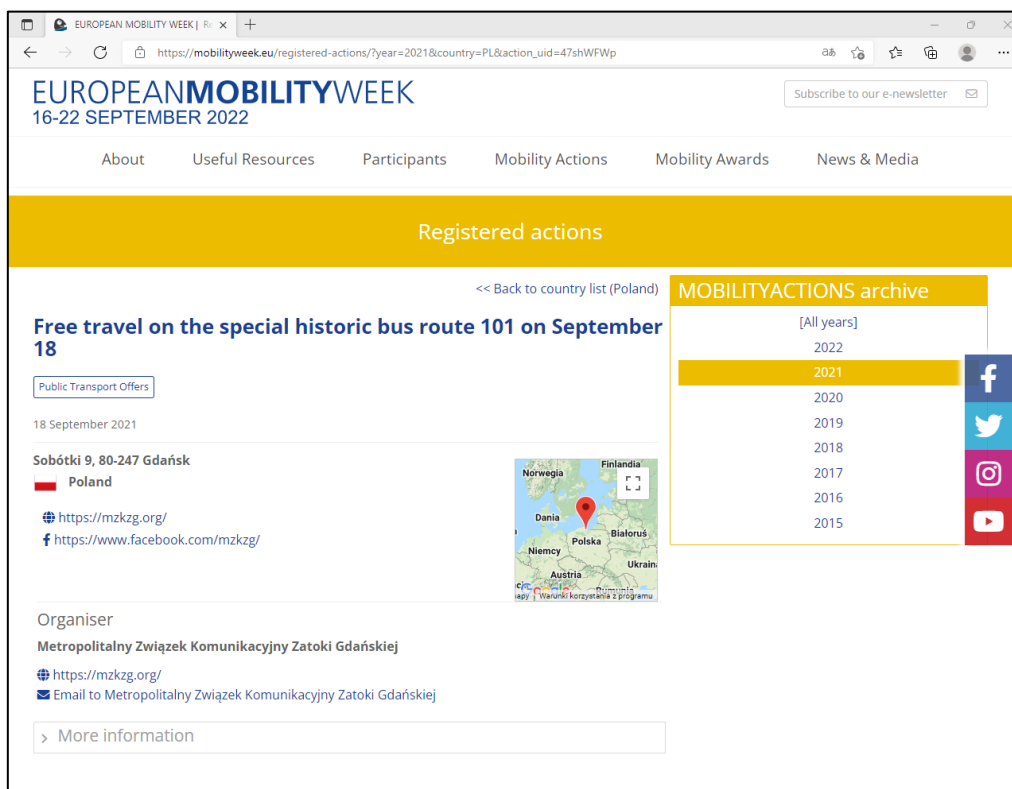 EUROPEAN MOBILITY WEEK | Re
https://mobilityweek.eu/registered-actions/?year=2021&country=PL&action_uid=47shWFWp
EUROPEANMOBILITYWEEK
16-22 SEPTEMBER 2022
Subscribe to our e-newsletter
About Useful Resources Participants Mobility Actions Mobility Awards News & Media
Registered actions
<< Back to country list (Poland)
Free travel on the special historic bus route 101 on September
18
Public Transport Offers
18 September 2021
Sobótki 9, 80-247 Gdańsk
Poland
https://mzkzg.org/
https://www.facebook.com/mzkzg/
Norwegia
Finlandia
Dania
Białoruś
Polska
Niemcy
Ukraina
Austria
Google
Rumunia
Warunki korzystania z programu
Organiser
Metropolitalny Związek Komunikacyjny Zatoki Gdańskiej
https://mzkzg.org/
Email to Metropolitalny Związek Komunikacyjny Zatoki Gdańskiej
More information
MOBILITYACTIONS archive
[All years]
2022
2021
2020
2019
2018
2017
2016
2015